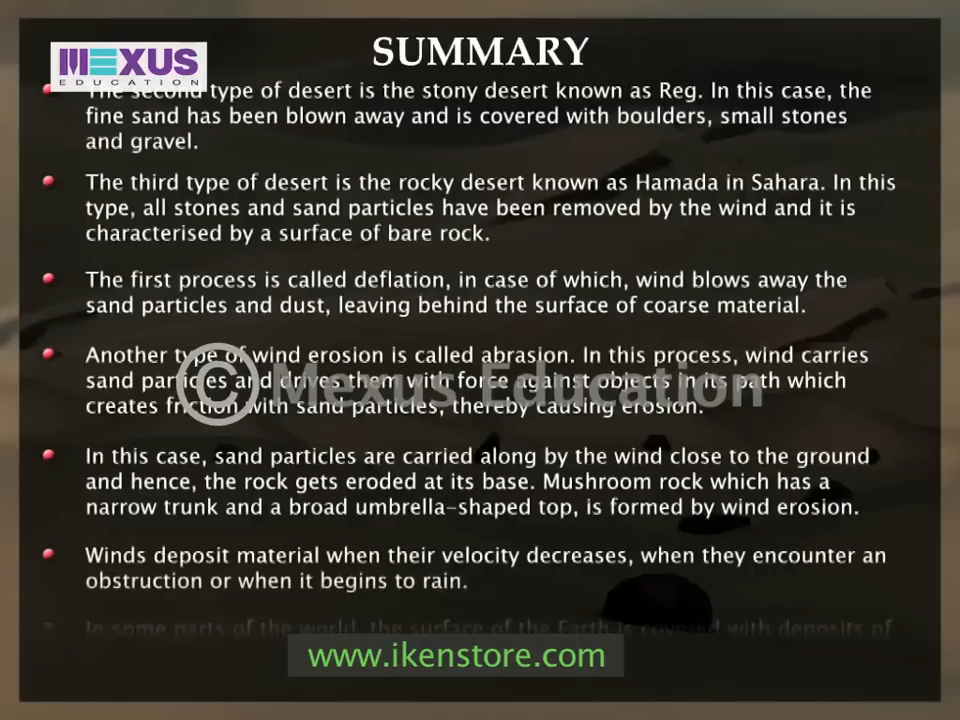 SUMMARY
MEXUS
EDUCATION
The second type of desert is the stony desert known as Reg. In this case, the
fine sand has been blown away and is covered with boulders, small stones
and gravel.
The third type of desert is the rocky desert known as Hamada in Sahara. In this
type, all stones and sand particles have been removed by the wind and it is
characterised by a surface of bare rock.
The first process is called deflation, in case of which, wind blows away the
sand particles and dust, leaving behind the surface of coarse material.
Another type of wind erosion is called abrasion. In this process, wind carries
sand particles and drives them with force against objects in its path which
creates friction with sand particles, thereby causing erosion.
© Mexus Education
In this case, sand particles are carried along by the wind close to the ground
and hence, the rock gets eroded at its base. Mushroom rock which has a
narrow trunk and a broad umbrella-shaped top, is formed by wind erosion.
Winds deposit material when their velocity decreases, when they encounter an
obstruction or when it begins to rain.
In some parts of the world, the surface of the Earth is covered with deposits of
www.ikenstore.com